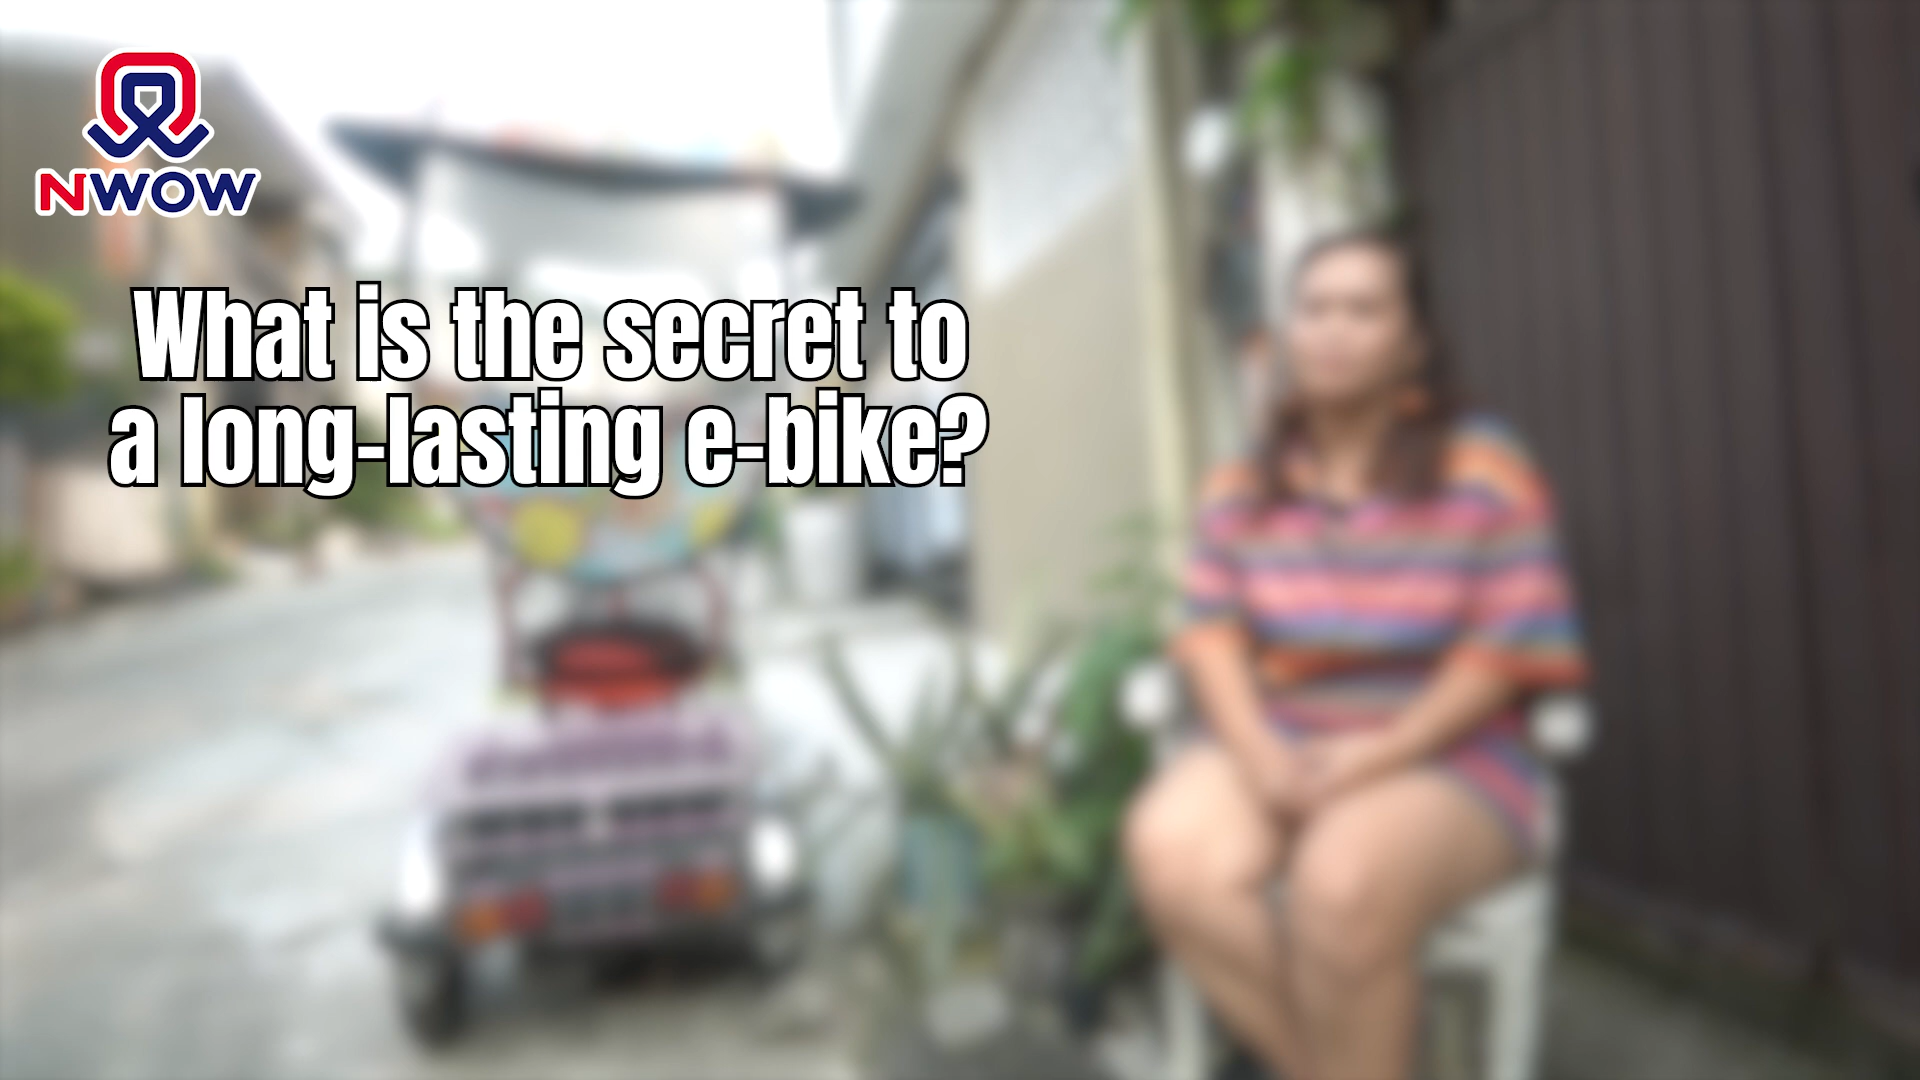 NWOW
What is the secret to
a long-lasting e-bike?